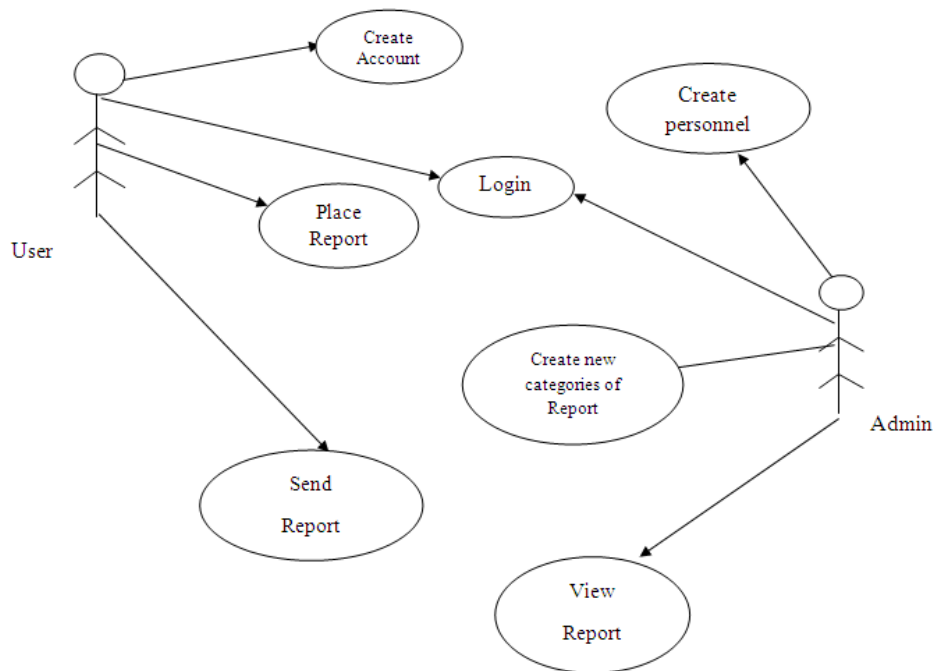 Create
Account
Create
personnel
Login
Place
Report
User
Create new
categories of
Report
Admin
Send
Report
View
Report